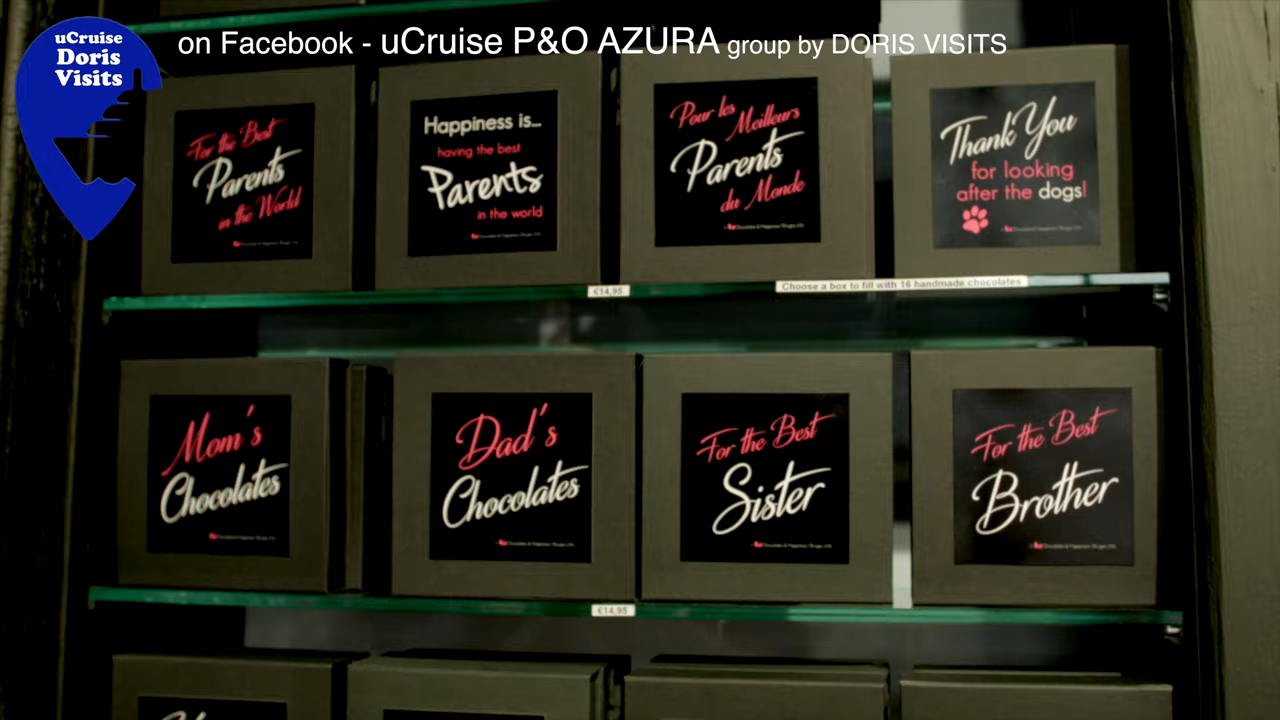 uCruise
Doris
Visits
on Facebook - uCruise P&O AZURA group by DORIS VISITS
For the Best
Parents
in the World
Happiness is...
having the best
Parents
in the world
Pour les
Meilleurs
Parents
du Monde
Thank You
for looking
after the dogs!
€14,95
Choose a box to fill with 16 handmade chocolates
Mom's
Chocolates
Dad's
Chocolates
For the Best
Sister
For the Best
Brother
€14,95